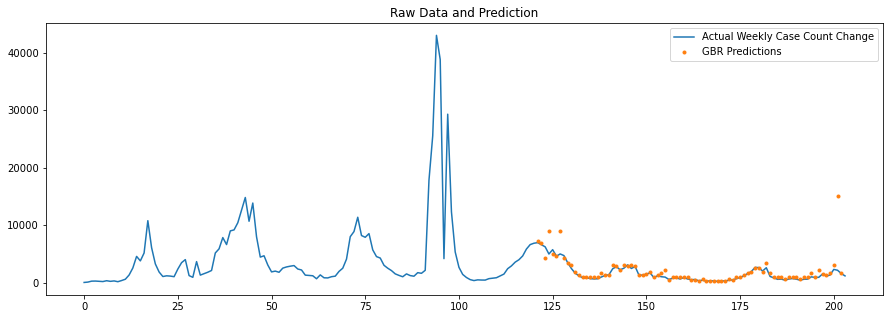 Raw Data and Prediction
Actual Weekly Case Count Change
GBR Predictions
40000
30000
20000
10000
0
0 25 50 75 100 125 150 175 200